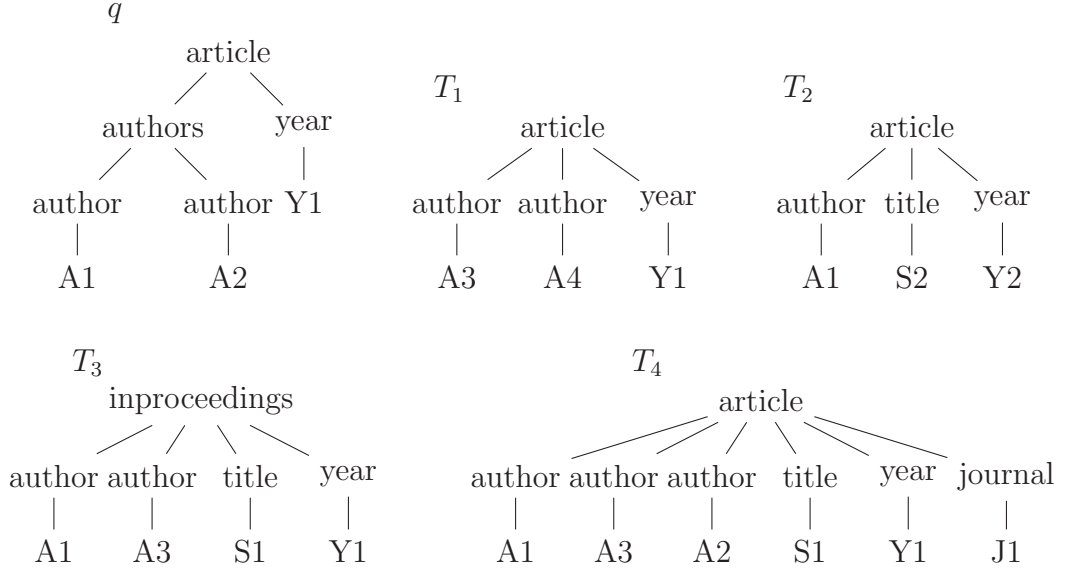 q
article
authors year
author author Y1
A1 A2
T1
article
author author year
A3 A4 Y1
T2
article
author title year
A1 S2 Y2
T3
inproceedings
author author title year
A1 A3 S1 Y1
T4
article
author author author title year journal
A1 A3 A2 S1 Y1 J1